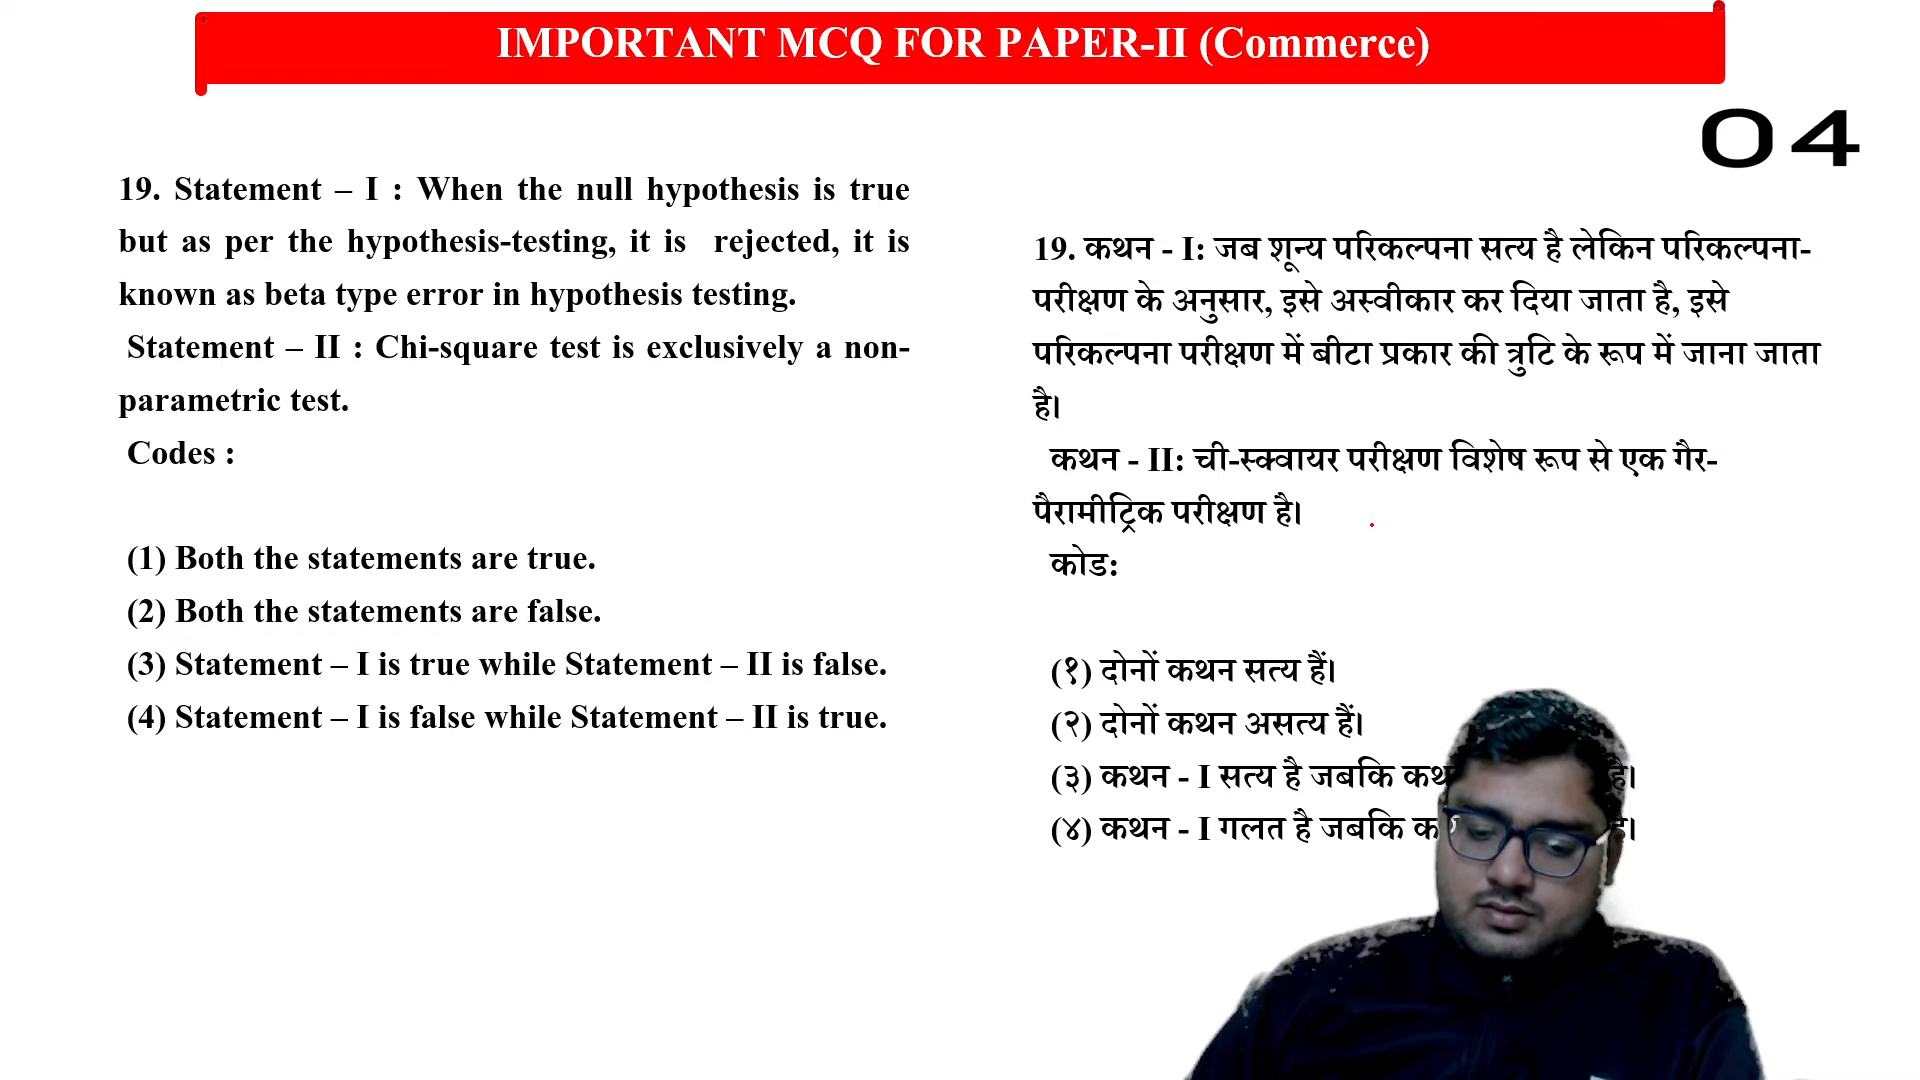 IMPORTANT MCQ FOR PAPER-II (Commerce)
04
19. Statement – I : When the null hypothesis is true
but as per the hypothesis-testing, it is rejected, it is
known as beta type error in hypothesis testing.
Statement – II : Chi-square test is exclusively a non-
parametric test.
Codes :
(1) Both the statements are true.
(2) Both the statements are false.
(3) Statement – I is true while Statement – II is false.
(4) Statement – I is false while Statement – II is true.
19. कथन - I: जब शून्य परिकल्पना सत्य है लेकिन परिकल्पना-
परीक्षण के अनुसार, इसे अस्वीकार कर दिया जाता है, इसे
परिकल्पना परीक्षण में बीटा प्रकार की त्रुटि के रूप में जाना जाता
है।
कथन - II: ची-स्क्वायर परीक्षण विशेष रूप से एक गैर-
पैरामीट्रिक परीक्षण है।
कोड:
(१) दोनों कथन सत्य हैं।
(२) दोनों कथन असत्य हैं।
(३) कथन - I सत्य है जबकि है।
(४) कथन - I गलत है जबकि है।